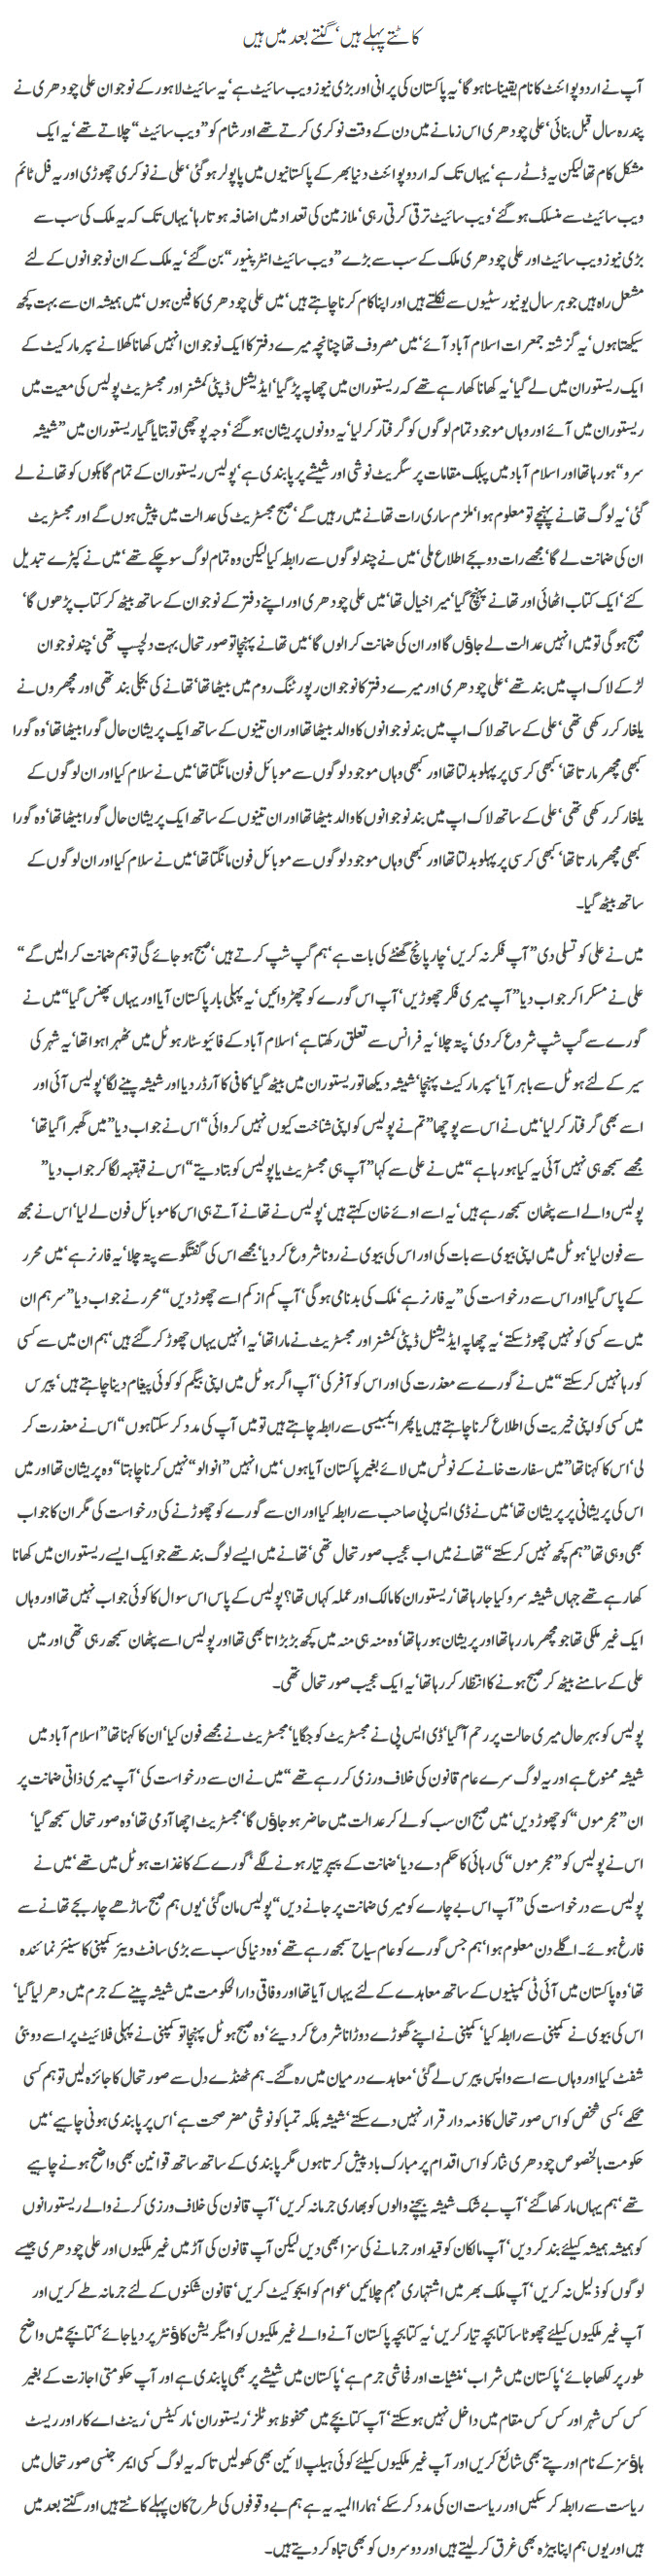 کاٹتے پہلے ہیں‘ گنتے بعد میں ہیں
آپ نے اردو پوائنٹ کا نام یقینا سنا ہو گا‘ یہ پاکستان کی پرانی اور بڑی نیوز ویب سائیٹ ہے‘ یہ سائیٹ لاہور کے نوجوان علی چودھری نے
پندرہ سال قبل بنائی‘ علی چودھری اس زمانے میں دن کے وقت نوکری کرتے تھے اور شام کو ”ویب سائیٹ“ چلاتے تھے‘ یہ ایک
مشکل کام تھا لیکن یہ ڈٹے رہے‘ یہاں تک کہ اردو پوائنٹ دنیا بھر کے پاکستانیوں میں پاپولر ہو گئی‘ علی نے نوکری چھوڑی اور یہ فل ٹائم
ویب سائیٹ سے منسلک ہو گئے‘ ویب سائیٹ ترقی کرتی رہی‘ ملازمین کی تعداد میں اضافہ ہوتا رہا‘ یہاں تک کہ یہ ملک کی سب سے
بڑی نیوز ویب سائیٹ اور علی چودھری ملک کے سب سے بڑے ”ویب سائیٹ انٹرپنیور“ بن گئے‘ یہ ملک کے ان نوجوانوں کے لئے
مشعل راہ ہیں جو ہر سال یونیورسٹیوں سے نکلتے ہیں اور اپنا کام کرنا چاہتے ہیں‘ میں علی چودھری کا فین ہوں‘ میں ہمیشہ ان سے بہت کچھ
سیکھتا ہوں‘ یہ گزشتہ جمعرات اسلام آباد آئے‘ میں مصروف تھا چنانچہ میرے دفتر کا ایک نوجوان انہیں کھانا کھلانے سپر مارکیٹ کے
ایک ریستوران میں لے گیا‘ یہ کھانا کھا رہے تھے کہ ریستوران میں چھاپہ پڑ گیا‘ ایڈیشنل ڈپٹی کمشنر اور مجسٹریٹ پولیس کی معیت میں
ریستوران میں آئے اور وہاں موجود تمام لوگوں کو گرفتار کر لیا‘ یہ دونوں پریشان ہو گئے‘ وجہ پوچھی تو بتایا گیا ریستوران میں ”شیشہ
سرو“ ہو رہا تھا اور اسلام آباد میں پبلک مقامات پر سگریٹ نوشی اور شیشے پر پابندی ہے‘ پولیس ریستوران کے تمام گاہکوں کو تھانے لے
گئی‘ یہ لوگ تھانے پہنچے تو معلوم ہوا‘ ملزم ساری رات تھانے میں رہیں گے‘ صبح مجسٹریٹ کی عدالت میں پیش ہوں گے اور مجسٹریٹ
ان کی ضمانت لے گا‘ مجھے رات دو بجے اطلاع ملی‘ میں نے چند لوگوں سے رابطہ کیا لیکن وہ تمام لوگ سو چکے تھے‘ میں نے کپڑے تبدیل
کئے‘ ایک کتاب اٹھائی اور تھانے پہنچ گیا‘ میرا خیال تھا‘ میں علی چودھری اور اپنے دفتر کے نوجوان کے ساتھ بیٹھ کر کتاب پڑھوں گا‘
صبح ہو گی تو میں انہیں عدالت لے جاؤں گا اور ان کی ضمانت کرا لوں گا‘ میں تھانے پہنچا تو صورتحال بہت دلچسپ تھی‘ چند نوجوان
لڑکے لاک اپ میں بند تھے‘ علی چودھری اور میرے دفتر کا نوجوان رپورٹنگ روم میں بیٹھا تھا‘ تھانے کی بجلی بند تھی اور مچھروں نے
یلغار کر رکھی تھی‘ علی کے ساتھ لاک اپ میں بند نوجوانوں کا والد بیٹھا تھا اور ان تینوں کے ساتھ ایک پریشان حال گورا بیٹھا تھا‘ وہ گورا
کبھی مچھر مارتا تھا‘ کبھی کرسی پر پہلو بدلتا تھا اور کبھی وہاں موجود لوگوں سے موبائل فون مانگتا تھا‘ میں نے سلام کیا اور ان لوگوں کے
یلغار کر رکھی تھی‘ علی کے ساتھ لاک اپ میں بند نوجوانوں کا والد بیٹھا تھا اور ان تینوں کے ساتھ ایک پریشان حال گورا بیٹھا تھا‘ وہ گورا
کبھی مچھر مارتا تھا‘ کبھی کرسی پر پہلو بدلتا تھا اور کبھی وہاں موجود لوگوں سے موبائل فون مانگتا تھا‘ میں نے سلام کیا اور ان لوگوں کے
ساتھ بیٹھ گیا۔
میں نے علی کو تسلی دی ”آپ فکر نہ کریں‘ چار پانچ گھنٹے کی بات ہے‘ ہم گپ شپ کرتے ہیں‘ صبح ہو جائے گی تو ہم ضمانت کرا لیں گے“
علی نے مسکرا کر جواب دیا ”آپ میری فکر چھوڑیں‘ آپ اس گورے کو چھڑوائیں‘ یہ پہلی بار پاکستان آیا اور یہاں پھنس گیا“ میں نے
گورے سے گپ شپ شروع کر دی‘ پتہ چلا‘ یہ فرانس سے تعلق رکھتا ہے‘ اسلام آباد کے فائیو سٹار ہوٹل میں ٹھہرا ہوا تھا‘ یہ شہر کی
سیر کے لئے ہوٹل سے باہر آیا‘ سپر مارکیٹ پہنچا‘ شیشہ دیکھا تو ریستوران میں بیٹھ گیا‘ کافی کا آرڈر دیا اور شیشہ پینے لگا‘ پولیس آئی اور
اسے بھی گرفتار کر لیا‘ میں نے اس سے پوچھا ”تم نے پولیس کو اپنی شناخت کیوں نہیں کروائی“ اس نے جواب دیا ”میں گھبرا گیا تھا‘
مجھے سمجھ ہی نہیں آئی یہ کیا ہو رہا ہے“ میں نے علی سے کہا ”آپ ہی مجسٹریٹ یا پولیس کو بتا دیتے“ اس نے قہقہہ لگا کر جواب دیا ”
پولیس والے اسے پٹھان سمجھ رہے ہیں‘ یہ اسے اوئے خان کہتے ہیں‘ پولیس نے تھانے آتے ہی اس کا موبائل فون لے لیا‘ اس نے مجھ
سے فون لیا‘ ہوٹل میں اپنی بیوی سے بات کی اور اس کی بیوی نے رونا شروع کر دیا‘ مجھے اس کی گفتگو سے پتہ چلا‘ یہ فارنر ہے‘ میں محرر
کے پاس گیا اور اس سے درخواست کی ”یہ فارنر ہے‘ ملک کی بدنامی ہو گی‘ آپ کم از کم اسے چھوڑ دیں“ محرر نے جواب دیا ”سر ہم ان
میں سے کسی کو نہیں چھوڑ سکتے‘ یہ چھاپہ ایڈیشنل ڈپٹی کمشنر اور مجسٹریٹ نے مارا تھا‘ یہ انہیں یہاں چھوڑ کر گئے ہیں‘ ہم ان میں سے کسی
کو رہا نہیں کر سکتے“ میں نے گورے سے معذرت کی اور اس کو آفر کی‘ آپ اگر ہوٹل میں اپنی بیگم کو کوئی پیغام دینا چاہتے ہیں‘ پیرس
میں کسی کو اپنی خیریت کی اطلاع کرنا چاہتے ہیں یا پھر ایمبیسی سے رابطہ چاہتے ہیں تو میں آپ کی مدد کر سکتا ہوں“ اس نے معذرت کر
لی‘ اس کا کہنا تھا ”میں سفارت خانے کے نوٹس میں لائے بغیر پاکستان آیا ہوں‘ میں انہیں ”انوالو“ نہیں کرنا چاہتا“ وہ پریشان تھا اور میں
اس کی پریشانی پر پریشان تھا‘ میں نے ڈی ایس پی صاحب سے رابطہ کیا اور ان سے گورے کو چھوڑنے کی درخواست کی مگر ان کا جواب
بھی وہی تھا ”ہم کچھ نہیں کر سکتے“ تھانے میں اب عجیب صورتحال تھی‘ تھانے میں ایسے لوگ بند تھے جو ایک ایسے ریستوران میں کھانا
کھا رہے تھے جہاں شیشہ سرو کیا جا رہا تھا‘ ریستوران کا مالک اور عملہ کہاں تھا؟ پولیس کے پاس اس سوال کا کوئی جواب نہیں تھا اور وہاں
ایک غیر ملکی تھا جو مچھر مار رہا تھا اور پریشان ہو رہا تھا‘ وہ منہ ہی منہ میں کچھ بڑبڑاتا بھی تھا اور پولیس اسے پٹھان سمجھ رہی تھی اور میں
علی کے سامنے بیٹھ کر صبح ہونے کا انتظار کر رہا تھا‘ یہ ایک عجیب صورتحال تھی۔
پولیس کو بہرحال میری حالت پر رحم آ گیا‘ ڈی ایس پی نے مجسٹریٹ کو جگایا‘ مجسٹریٹ نے مجھے فون کیا‘ ان کا کہنا تھا ”اسلام آباد میں
شیشہ ممنوع ہے اور یہ لوگ سرے عام قانون کی خلاف ورزی کر رہے تھے“ میں نے ان سے درخواست کی‘ آپ میری ذاتی ضمانت پر
ان ”مجرموں“ کو چھوڑ دیں‘ میں صبح ان سب کو لے کر عدالت میں حاضر ہو جاؤں گا‘ مجسٹریٹ اچھا آدمی تھا‘ وہ صورتحال سمجھ گیا‘
اس نے پولیس کو ”مجرموں“ کی رہائی کا حکم دے دیا‘ ضمانت کے پیپر تیار ہونے لگے‘ گورے کے کاغذات ہوٹل میں تھے‘ میں نے
پولیس سے درخواست کی ”آپ اس بے چارے کو میری ضمانت پر جانے دیں“ پولیس مان گئی‘ یوں ہم صبح ساڑھے چار بجے تھانے سے
فارغ ہوئے۔ اگلے دن معلوم ہوا‘ ہم جس گورے کو عام سیاح سمجھ رہے تھے‘ وہ دنیا کی سب سے بڑی سافٹ ویئر کمپنی کا سینئر نمائندہ
تھا‘ وہ پاکستان میں آئی ٹی کمپنیوں کے ساتھ معاہدے کے لئے یہاں آیا تھا اور وفاقی دارالحکومت میں شیشہ پینے کے جرم میں دھر لیا گیا‘
اس کی بیوی نے کمپنی سے رابطہ کیا‘ کمپنی نے اپنے گھوڑے دوڑانا شروع کر دیئے‘ وہ صبح ہوٹل پہنچا تو کمپنی نے پہلی فلائیٹ پر اسے دوبئی
شفٹ کیا اور وہاں سے اسے واپس پیرس لے گئی‘ معاہدے درمیان میں رہ گئے۔ ہم ٹھنڈے دل سے صورتحال کا جائزہ لیں تو ہم کسی
محکمے‘ کسی شخص کو اس صورتحال کا ذمہ دار قرار نہیں دے سکتے‘ شیشہ بلکہ تمباکو نوشی مضر صحت ہے‘ اس پر پابندی ہونی چاہیے‘ میں
حکومت بالخصوص چودھری نثار کو اس اقدام پر مبارک باد پیش کرتا ہوں مگر پابندی کے ساتھ ساتھ قوانین بھی واضح ہونے چاہیے
تھے‘ ہم یہاں مار کھا گئے‘ آپ بے شک شیشہ بیچنے والوں کو بھاری جرمانہ کریں‘ آپ قانون کی خلاف ورزی کرنے والے ریستورانوں
کو ہمیشہ ہمیشہ کیلئے بند کر دیں‘ آپ مالکان کو قید اور جرمانے کی سزا بھی دیں لیکن آپ قانون کی آڑ میں غیر ملکیوں اور علی چودھری جیسے
لوگوں کو ذلیل نہ کریں‘ آپ ملک بھر میں اشتہاری مہم چلائیں‘ عوام کو ایجوکیٹ کریں‘ قانون شکنوں کے لئے جرمانہ طے کریں اور
آپ غیر ملکیوں کیلئے چھوٹا سا کتابچہ تیار کریں‘ یہ کتابچہ پاکستان آنے والے غیر ملکیوں کو امیگریشن کاؤنٹر پر دیا جائے‘ کتابچے میں واضح
طور پر لکھا جائے‘ پاکستان میں شراب‘ منشیات اور فحاشی جرم ہے‘ پاکستان میں شیشے پر بھی پابندی ہے اور آپ حکومتی اجازت کے بغیر
کس کس شہر اور کس کس مقام میں داخل نہیں ہو سکتے‘ آپ کتابچے میں محفوظ ہوٹلز‘ ریستوران‘ مارکیٹس‘ رینٹ اے کار اور ریسٹ
ہاؤسز کے نام اور پتے بھی شائع کریں اور آپ غیر ملکیوں کیلئے کوئی ہیلپ لائین بھی کھولیں تا کہ یہ لوگ کسی ایمرجنسی صورتحال میں
ریاست سے رابطہ کر سکیں اور ریاست ان کی مدد کر سکے‘ ہمارا المیہ یہ ہے ہم بے وقوفوں کی طرح کان پہلے کاٹتے ہیں اور گنتے بعد میں
ہیں اور یوں ہم اپنا بیڑہ بھی غرق کر لیتے ہیں اور دوسروں کو بھی تباہ کر دیتے ہیں۔